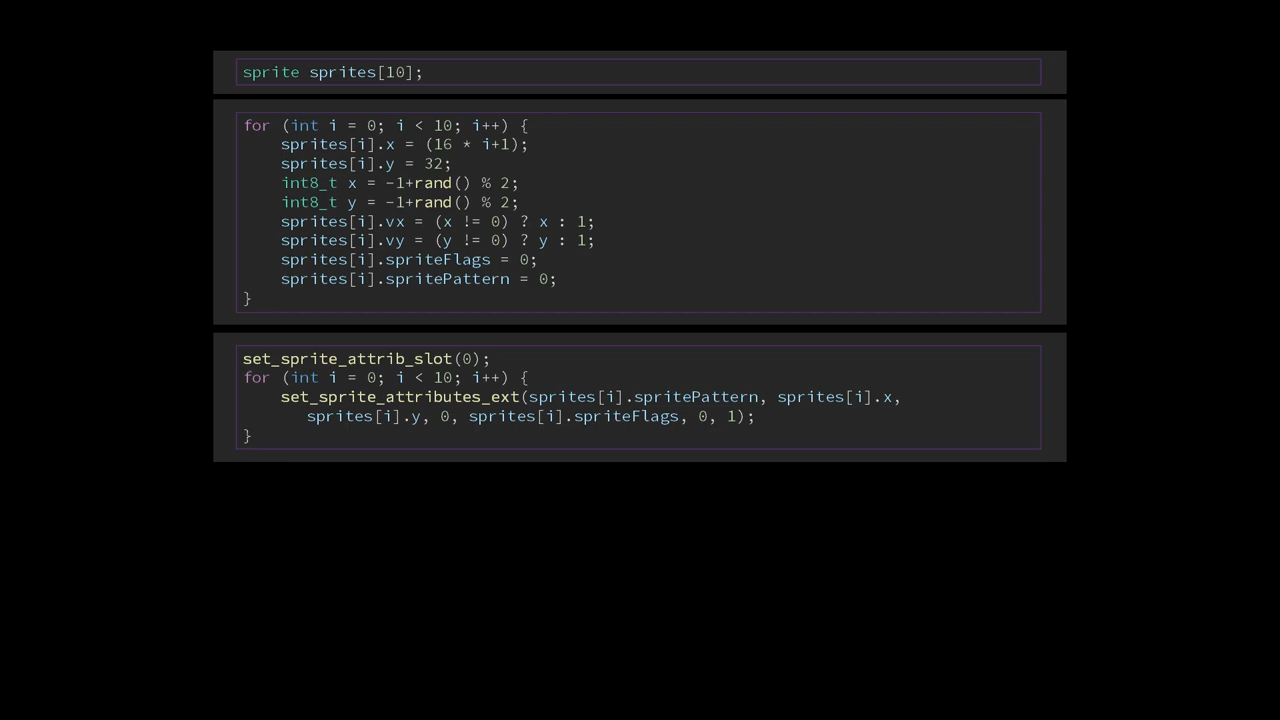 sprite sprites[10];
for (int i = 0; i < 10; i++) {
    sprites[i].x = (16 * i+1);
    sprites[i].y = 32;
    int8_t x = -1+rand() % 2;
    int8_t y = -1+rand() % 2;
    sprites[i].vx = (x != 0) ? x : 1;
    sprites[i].vy = (y != 0) ? y : 1;
    sprites[i].spriteFlags = 0;
    sprites[i].spritePattern = 0;
}
set_sprite_attrib_slot(0);
for (int i = 0; i < 10; i++) {
    set_sprite_attributes_ext(sprites[i].spritePattern, sprites[i].x,
       sprites[i].y, 0, sprites[i].spriteFlags, 0, 1);
}